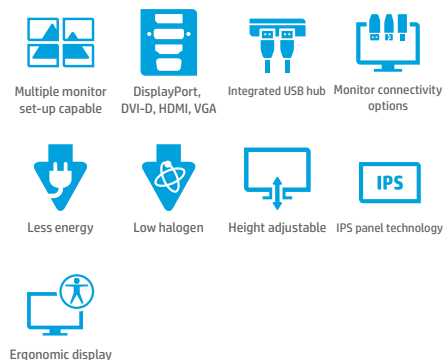 Multiple monitor
set-up capable
DisplayPort,
DVI-D, HDMI, VGA
Integrated USB hub
Monitor connectivity
options
Less energy
Low halogen
Height adjustable
IPS
IPS panel technology
Ergonomic display